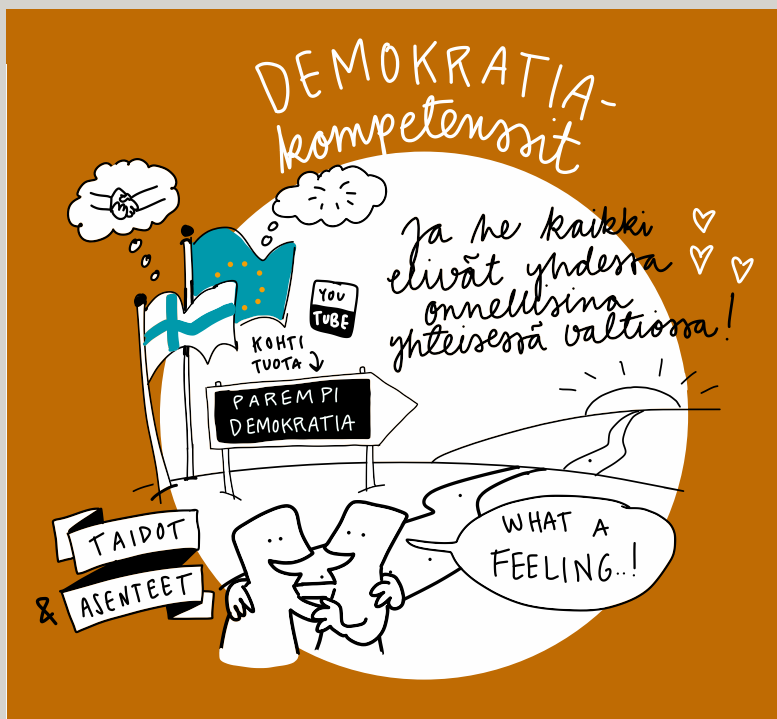 DEMOKRATIA-
kompetenssit
Ja he kaikki
elivät yhdessä
onnellisina
yhteisessä valtiossa!
YOU
TUBE
KOHTI
TUOTA
PAREMPI
DEMOKRATIA
TAIDOT
& ASENTEET
WHAT A
FEELING..!